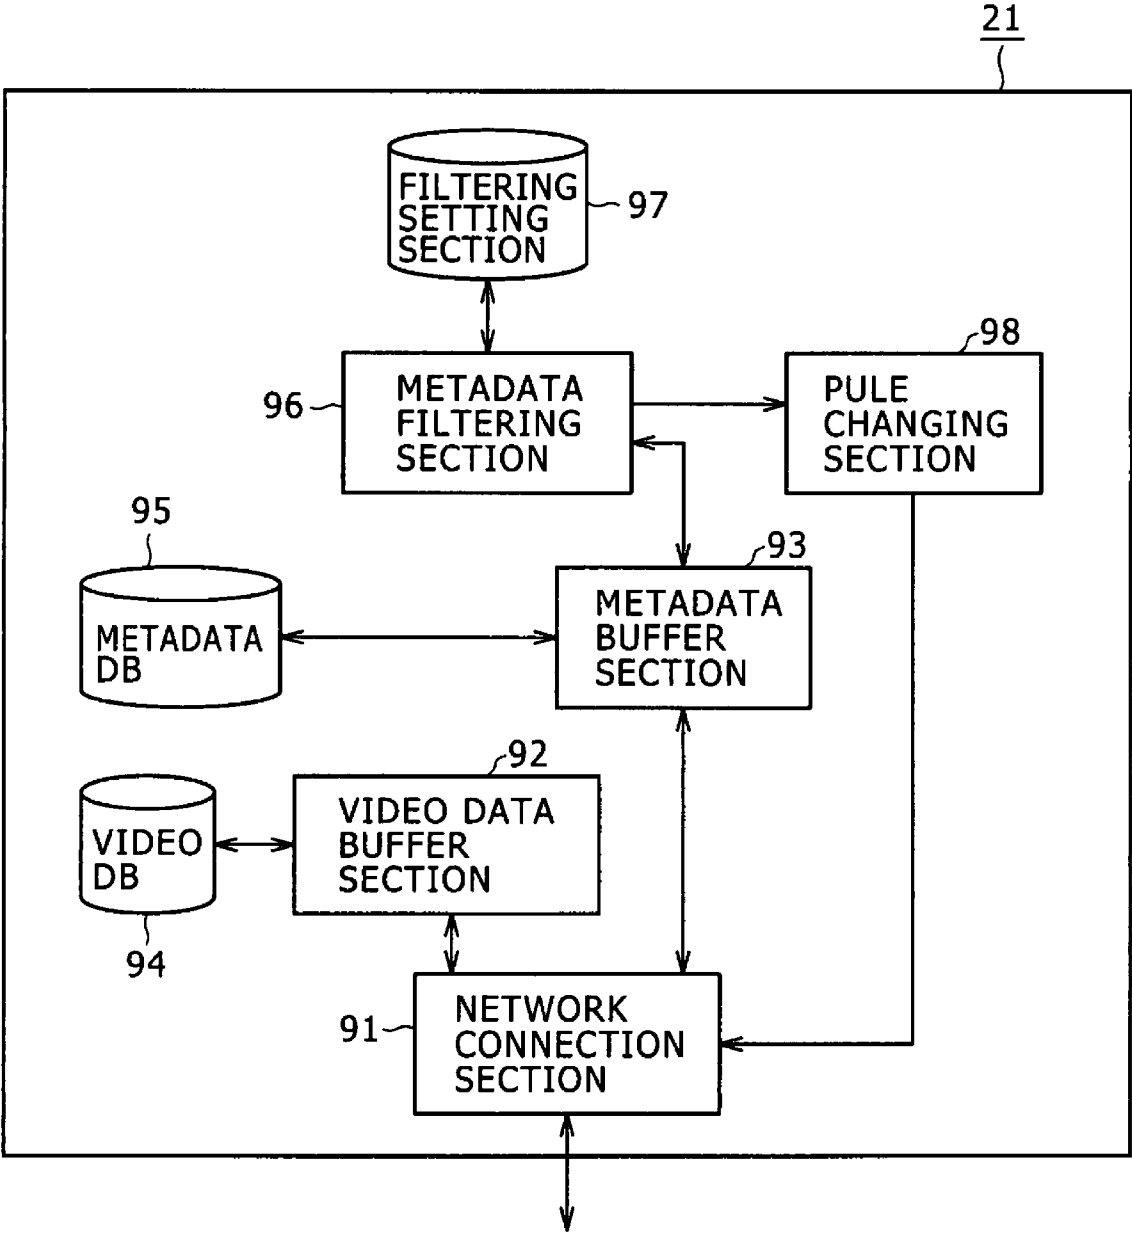 21
FILTERING
SETTING
SECTION
97
98
METADATA
FILTERING
SECTION
96
PULE
CHANGING
SECTION
95
93
METADATA
DB
METADATA
BUFFER
SECTION
92
VIDEO
DB
VIDEO DATA
BUFFER
SECTION
94
91
NETWORK
CONNECTION
SECTION